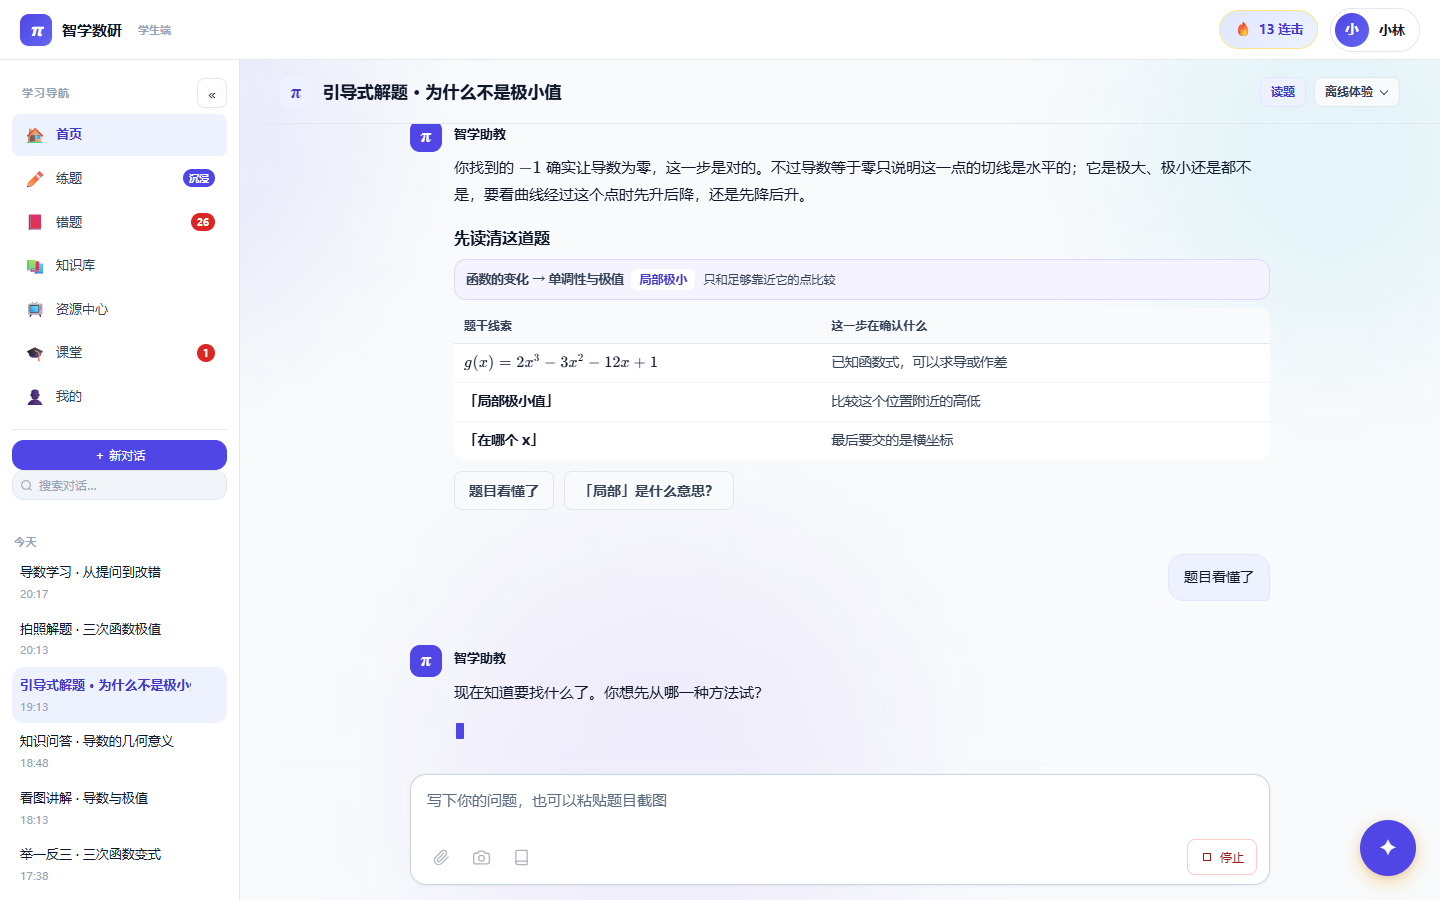 π 智学数研 学生端
13 连击
小 小林
学习导航 «
首页
练题 沉浸
错题 26
知识库
资源中心
课堂 1
我的
+ 新对话
搜索对话...
今天
导数学习 · 从提问到改错
20:17
拍照解题 · 三次函数极值
20:13
引导式解题 • 为什么不是极小
19:13
知识问答 · 导数的几何意义
18:48
看图讲解 · 导数与极值
18:13
举一反三 · 三次函数变式
17:38
π 引导式解题 • 为什么不是极小值
读题 离线体验
π 智学助教
你找到的 −1 确实让导数为零，这一步是对的。不过导数等于零只说明这一点的切线是水平的；它是极大、极小还是都不
是，要看曲线经过这个点时先升后降，还是先降后升。
先读清这道题
函数的变化 → 单调性与极值 局部极小 只和足够靠近它的点比较
题干线索 这一步在确认什么
g(x) = 2x³ − 3x² − 12x + 1 已知函数式，可以求导或作差
「局部极小值」 比较这个位置附近的高低
「在哪个 x」 最后要交的是横坐标
题目看懂了 「局部」是什么意思？
题目看懂了
π 智学助教
现在知道要找什么了。你想先从哪一种方法试？
写下你的问题，也可以粘贴题目截图
停止